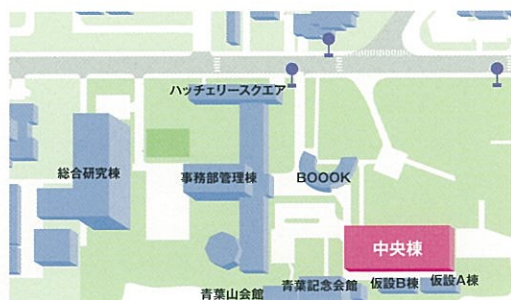 ハッチェリースクエア
総合研究棟
事務部管理棟
BOOOK
中央棟
青葉山会館
青葉記念会館
仮設B棟
仮設A棟